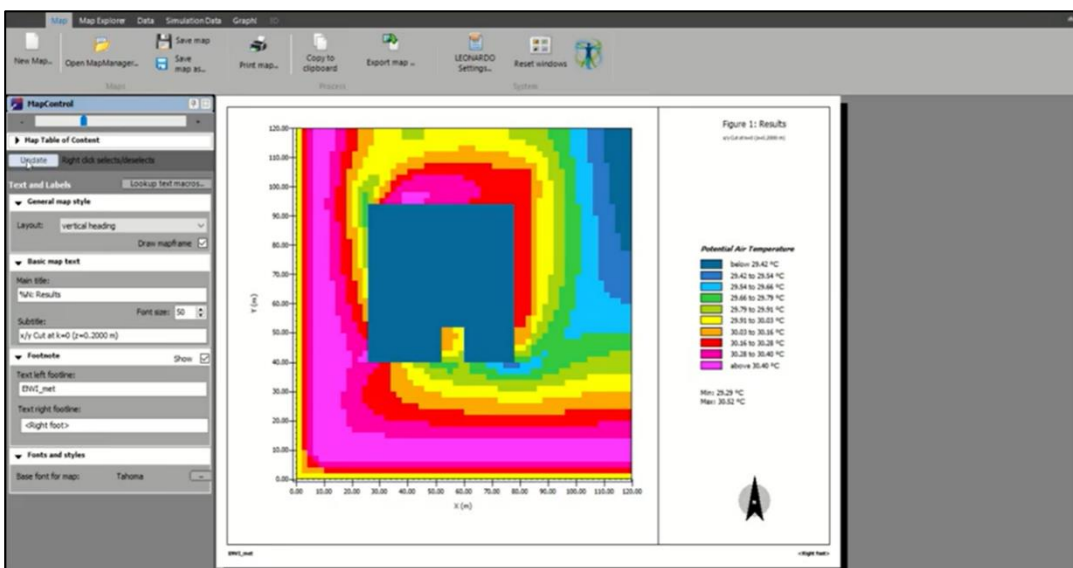 Map Map Explorer Data Simulation Data Graph! 3D
New Map... Open MapManager... Save map
Save map as...
Print map... Copy to clipboard Export map ...
LEONARDO Settings... Reset windows
Maps Process System
MapControl
- +
Map Table of Content
Update Right click selects/deselects
Text and Labels Lookup text macros...
General map style
Layout: vertical heading
Draw mapframe
Basic map text
Main title:
%N: Results
Font size: 50
Subtitle:
x/y Cut at k=0 (z=0.2000 m)
Footnote Show
Text left footline:
ENVI_met
Text right footline:
<Right foot>
Fonts and styles
Base font for map: Tahoma ...
120.00
110.00
100.00
90.00
80.00
70.00
60.00
50.00
40.00
30.00
20.00
10.00
0.00
Y (m)
0.00 10.00 20.00 30.00 40.00 50.00 60.00 70.00 80.00 90.00 100.00 110.00 120.00
X (m)
Figure 1: Results
x/y Cut at k=0 (z=0.2000 m)
Potential Air Temperature
below 29.42 °C
29.42 to 29.54 °C
29.54 to 29.66 °C
29.66 to 29.79 °C
29.79 to 29.91 °C
29.91 to 30.03 °C
30.03 to 30.16 °C
30.16 to 30.28 °C
30.28 to 30.40 °C
above 30.40 °C
Min: 29.29 °C
Max: 30.52 °C
N
ENVI_met <Right foot>